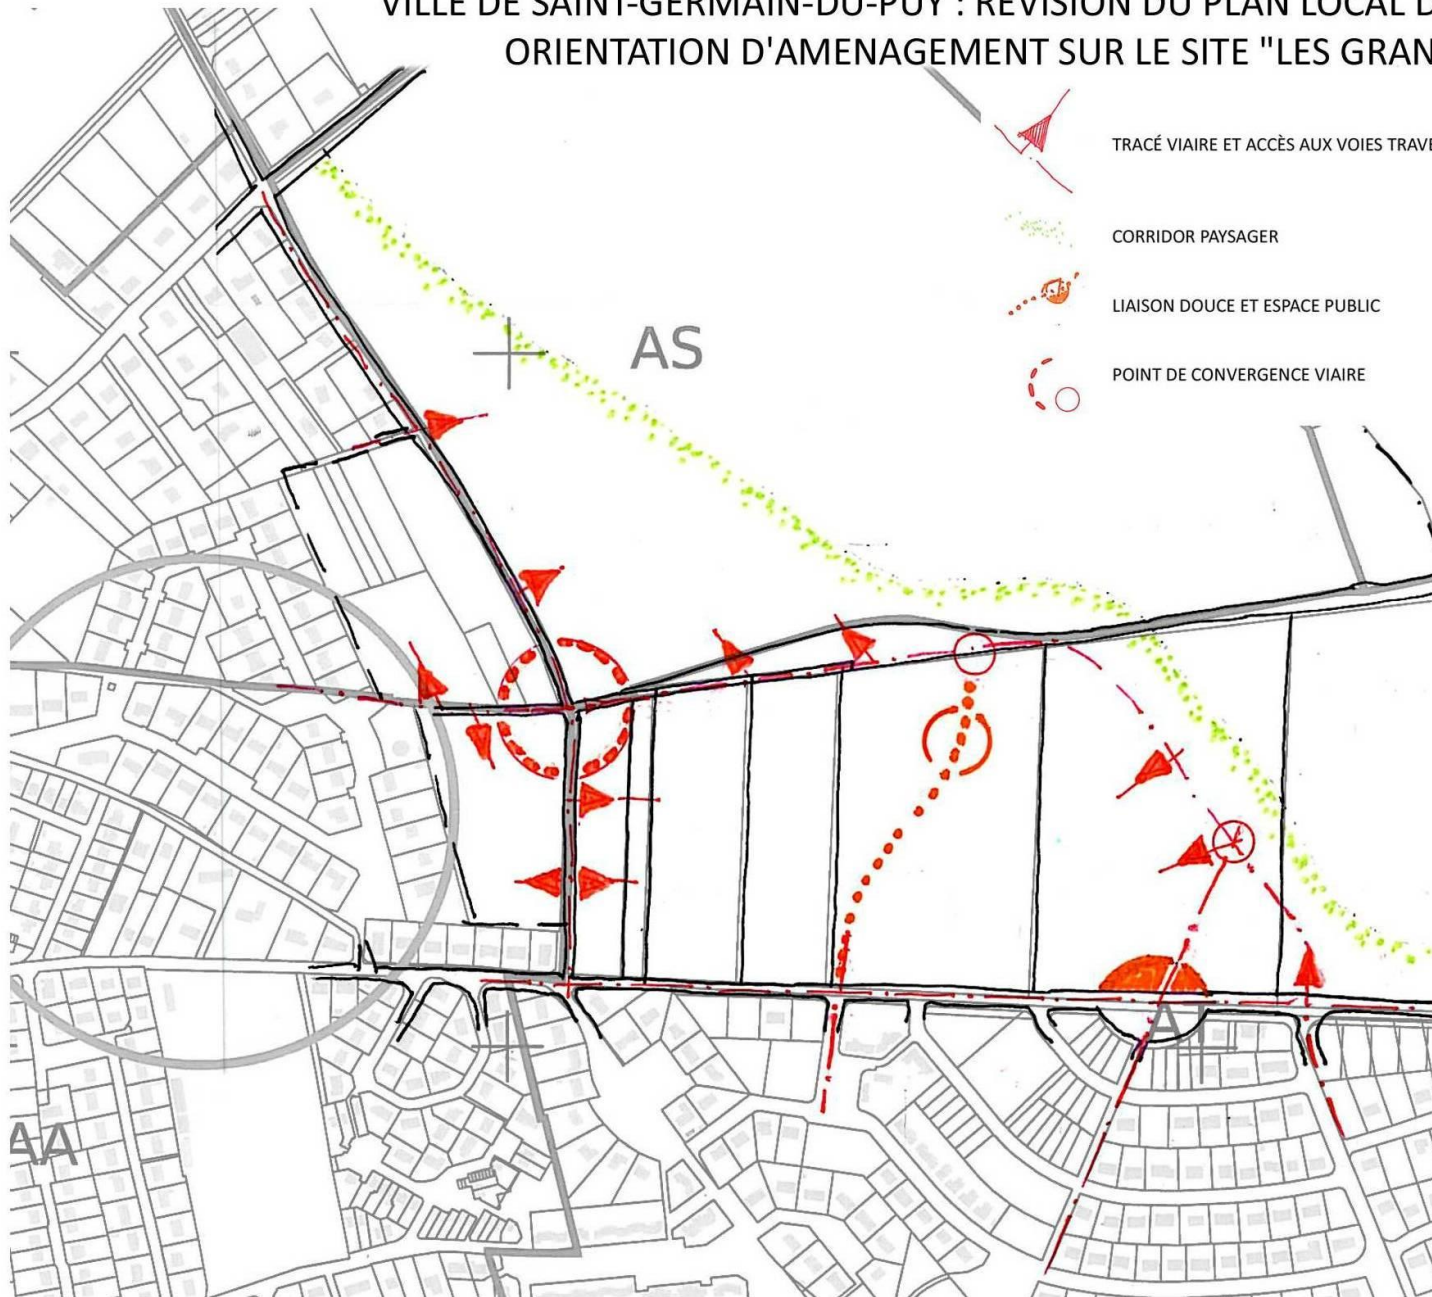 VILLE DE SAINT-GERMAIN-DU-PUY : REVISION DU PLAN LOCAL D
ORIENTATION D'AMENAGEMENT SUR LE SITE "LES GRAN
TRACÉ VIAIRE ET ACCÈS AUX VOIES TRAVE
CORRIDOR PAYSAGER
LIAISON DOUCE ET ESPACE PUBLIC
POINT DE CONVERGENCE VIAIRE
AS
AA